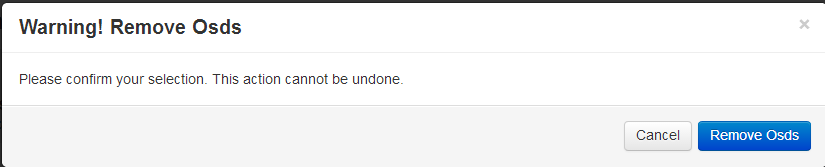 Warning! Remove Osds
×
Please confirm your selection. This action cannot be undone.
Cancel
Remove Osds